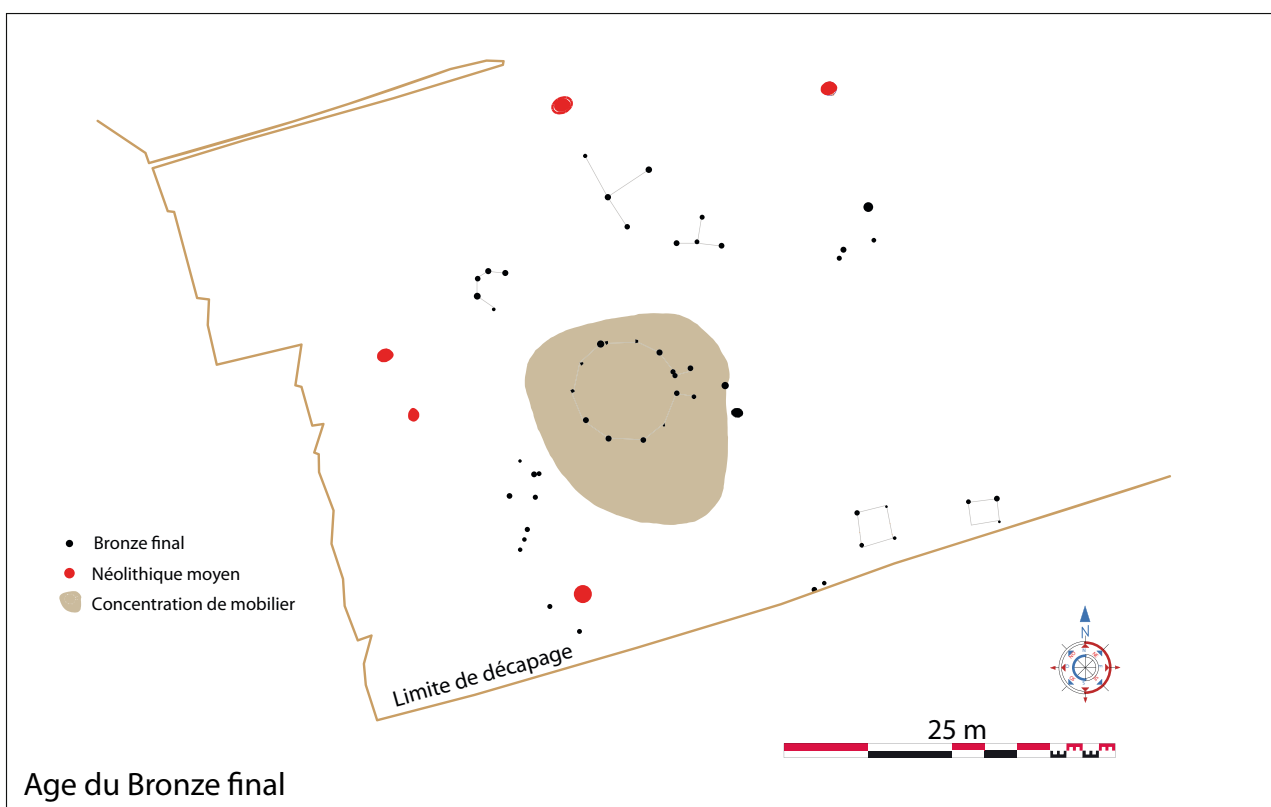 Bronze final
Néolithique moyen
Concentration de mobilier
Limite de décapage
N
25 m
Age du Bronze final